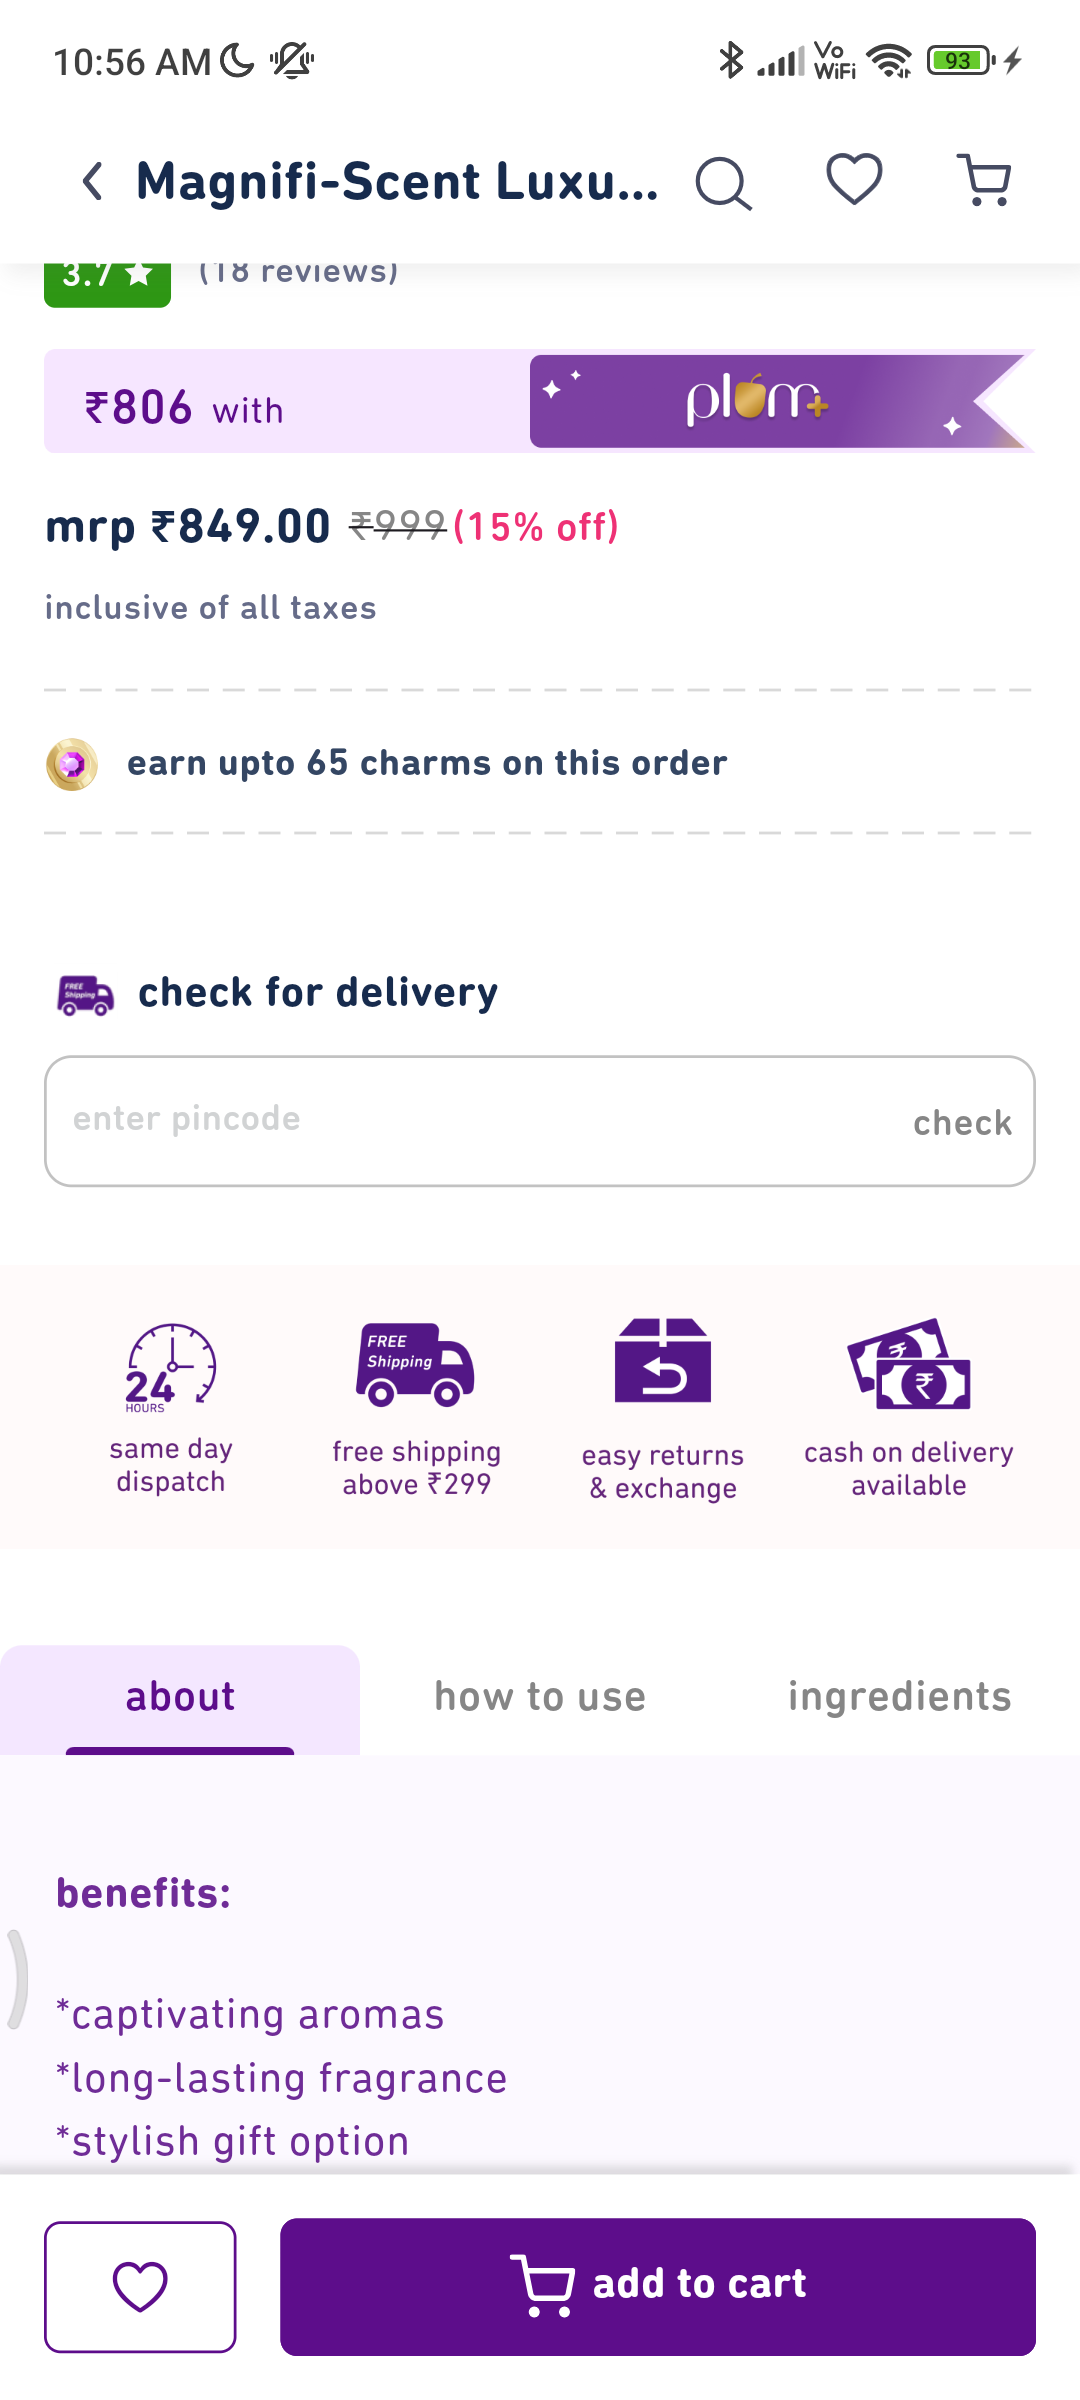 10:56 AM
Vo
WiFi
93
Magnifi-Scent Luxu...
3.7 (18 reviews)
₹806 with plum+
mrp ₹849.00 ₹999 (15% off)
inclusive of all taxes
earn upto 65 charms on this order
FREE
Shipping
check for delivery
enter pincode
check
24
HOURS
same day
dispatch
FREE
Shipping
free shipping
above ₹299
easy returns
& exchange
₹
₹
cash on delivery
available
about
how to use
ingredients
benefits:
*captivating aromas
*long-lasting fragrance
*stylish gift option
add to cart